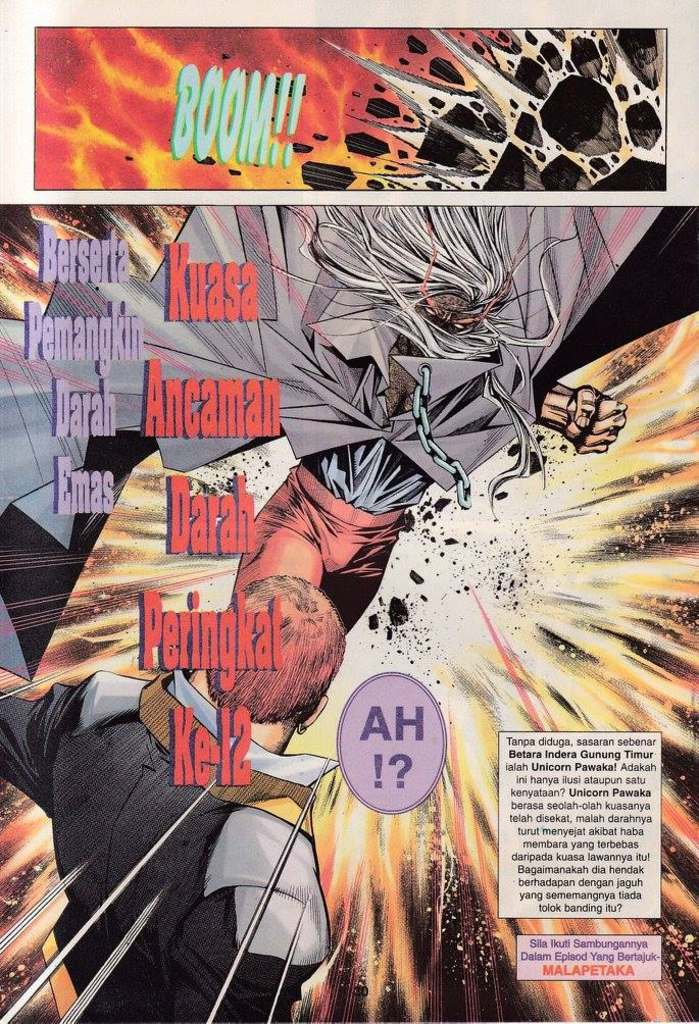 BOOM!!
Berserta
Pemangkin
Darah
Emas
Kuasa
Ancaman
Darah
Peringkat
Ke-12
AH
!?
Tanpa diduga, sasaran sebenar
Betara Indera Gunung Timur
ialah Unicorn Pawaka! Adakah
ini hanya ilusi ataupun satu
kenyataan? Unicorn Pawaka
berasa seolah-olah kuasanya
telah disekat, malah darahnya
turut menyejat akibat haba
membara yang terbebas
daripada kuasa lawannya itu!
Bagaimanakah dia hendak
berhadapan dengan jaguh
yang sememangnya tiada
tolok banding itu?
Sila Ikuti Sambungannya
Dalam Episod Yang Bertajuk-
MALAPETAKA